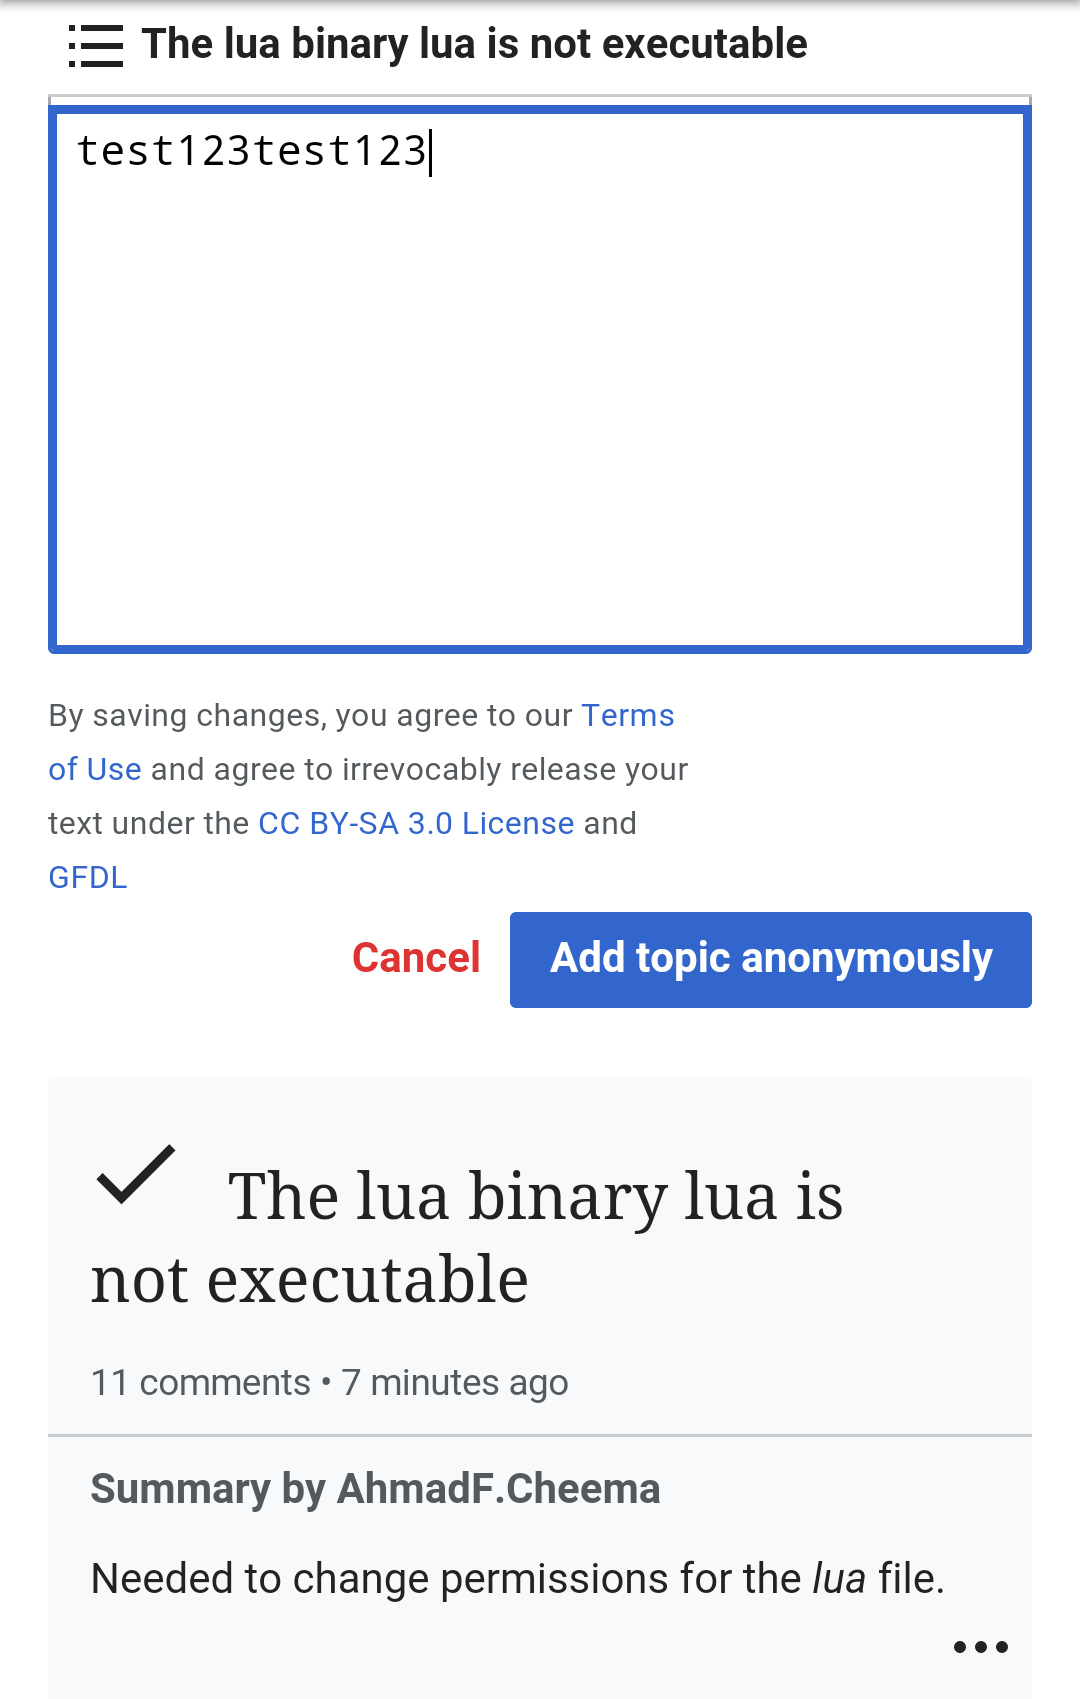 The lua binary lua is not executable
test123test123
By saving changes, you agree to our Terms
of Use and agree to irrevocably release your
text under the CC BY-SA 3.0 License and
GFDL
Cancel Add topic anonymously
The lua binary lua is
not executable
11 comments • 7 minutes ago
Summary by AhmadF.Cheema
Needed to change permissions for the lua file.